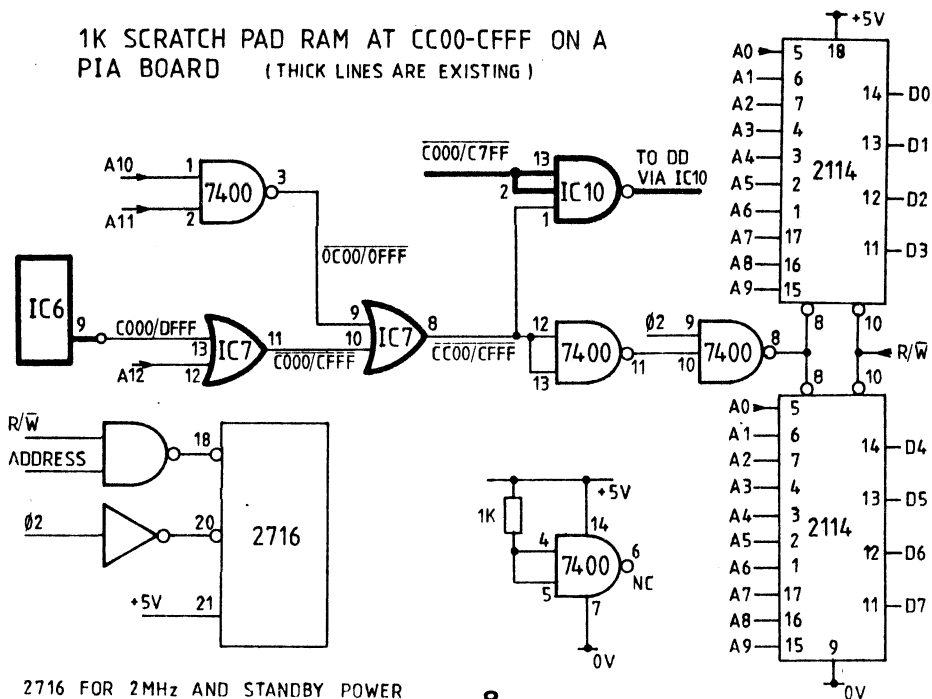 1K SCRATCH PAD RAM AT CC00-CFFF ON A
PIA BOARD (THICK LINES ARE EXISTING)
+5V
18
A0 5
A1 6
A2 7
A3 4
A4 3
A5 2
A6 1
A7 17
A8 16
A9 15
14 D0
13 D1
12 D2
11 D3
2114
8
10
A10 1
A11 2
7400
3
0C00/0FFF
C000/C7FF
13
2
1
IC10
TO DD
VIA IC10
IC6
9
C000/DFFF
13
A12 12
IC7
11
C000/CFFF
9
10
IC7
8
CC00/CFFF
12
13
7400
11
Ø2 9
10
7400
8
R/W̅
8
10
A0 5
A1 6
A2 7
A3 4
A4 3
A5 2
A6 1
A7 17
A8 16
A9 15
14 D4
13 D5
12 D6
11 D7
2114
9
0V
R/W̅
ADDRESS
18
Ø2
20
2716
+5V 21
+5V
1K
14
4
5
7400
6
NC
7
0V
2716 FOR 2MHz AND STANDBY POWER